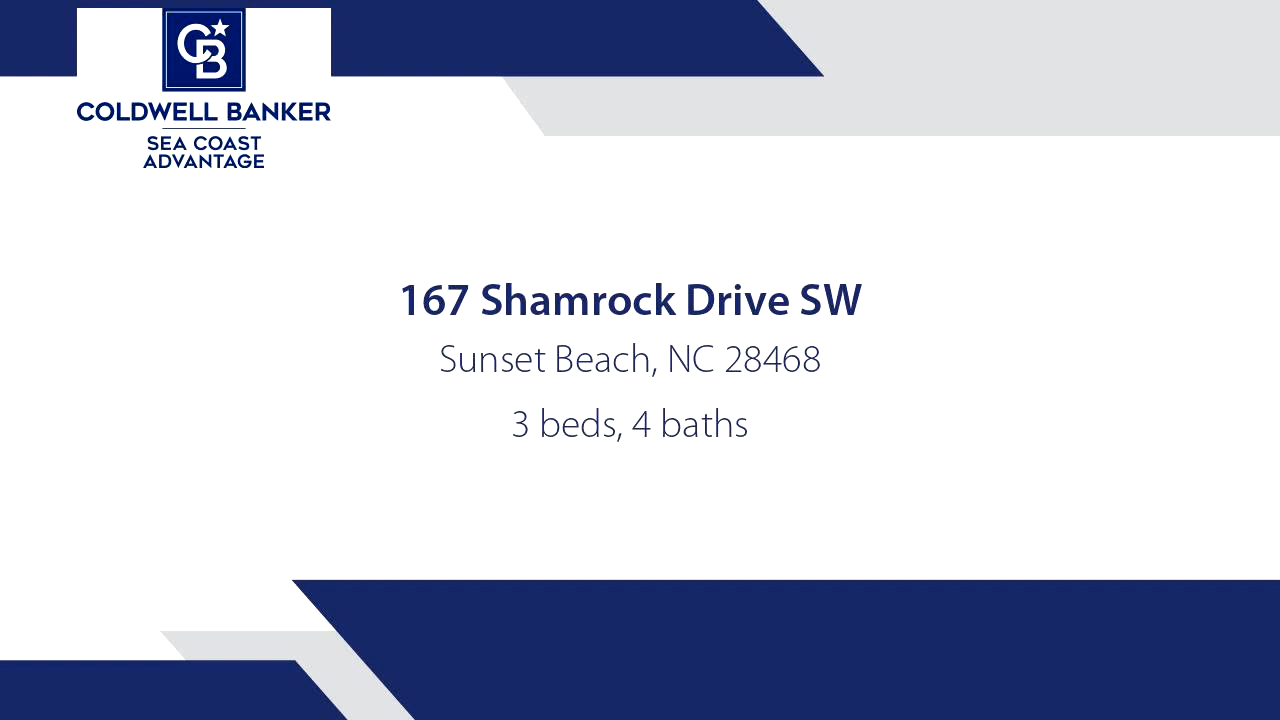 CB
COLDWELL BANKER
SEA COAST
ADVANTAGE
167 Shamrock Drive SW
Sunset Beach, NC 28468
3 beds, 4 baths